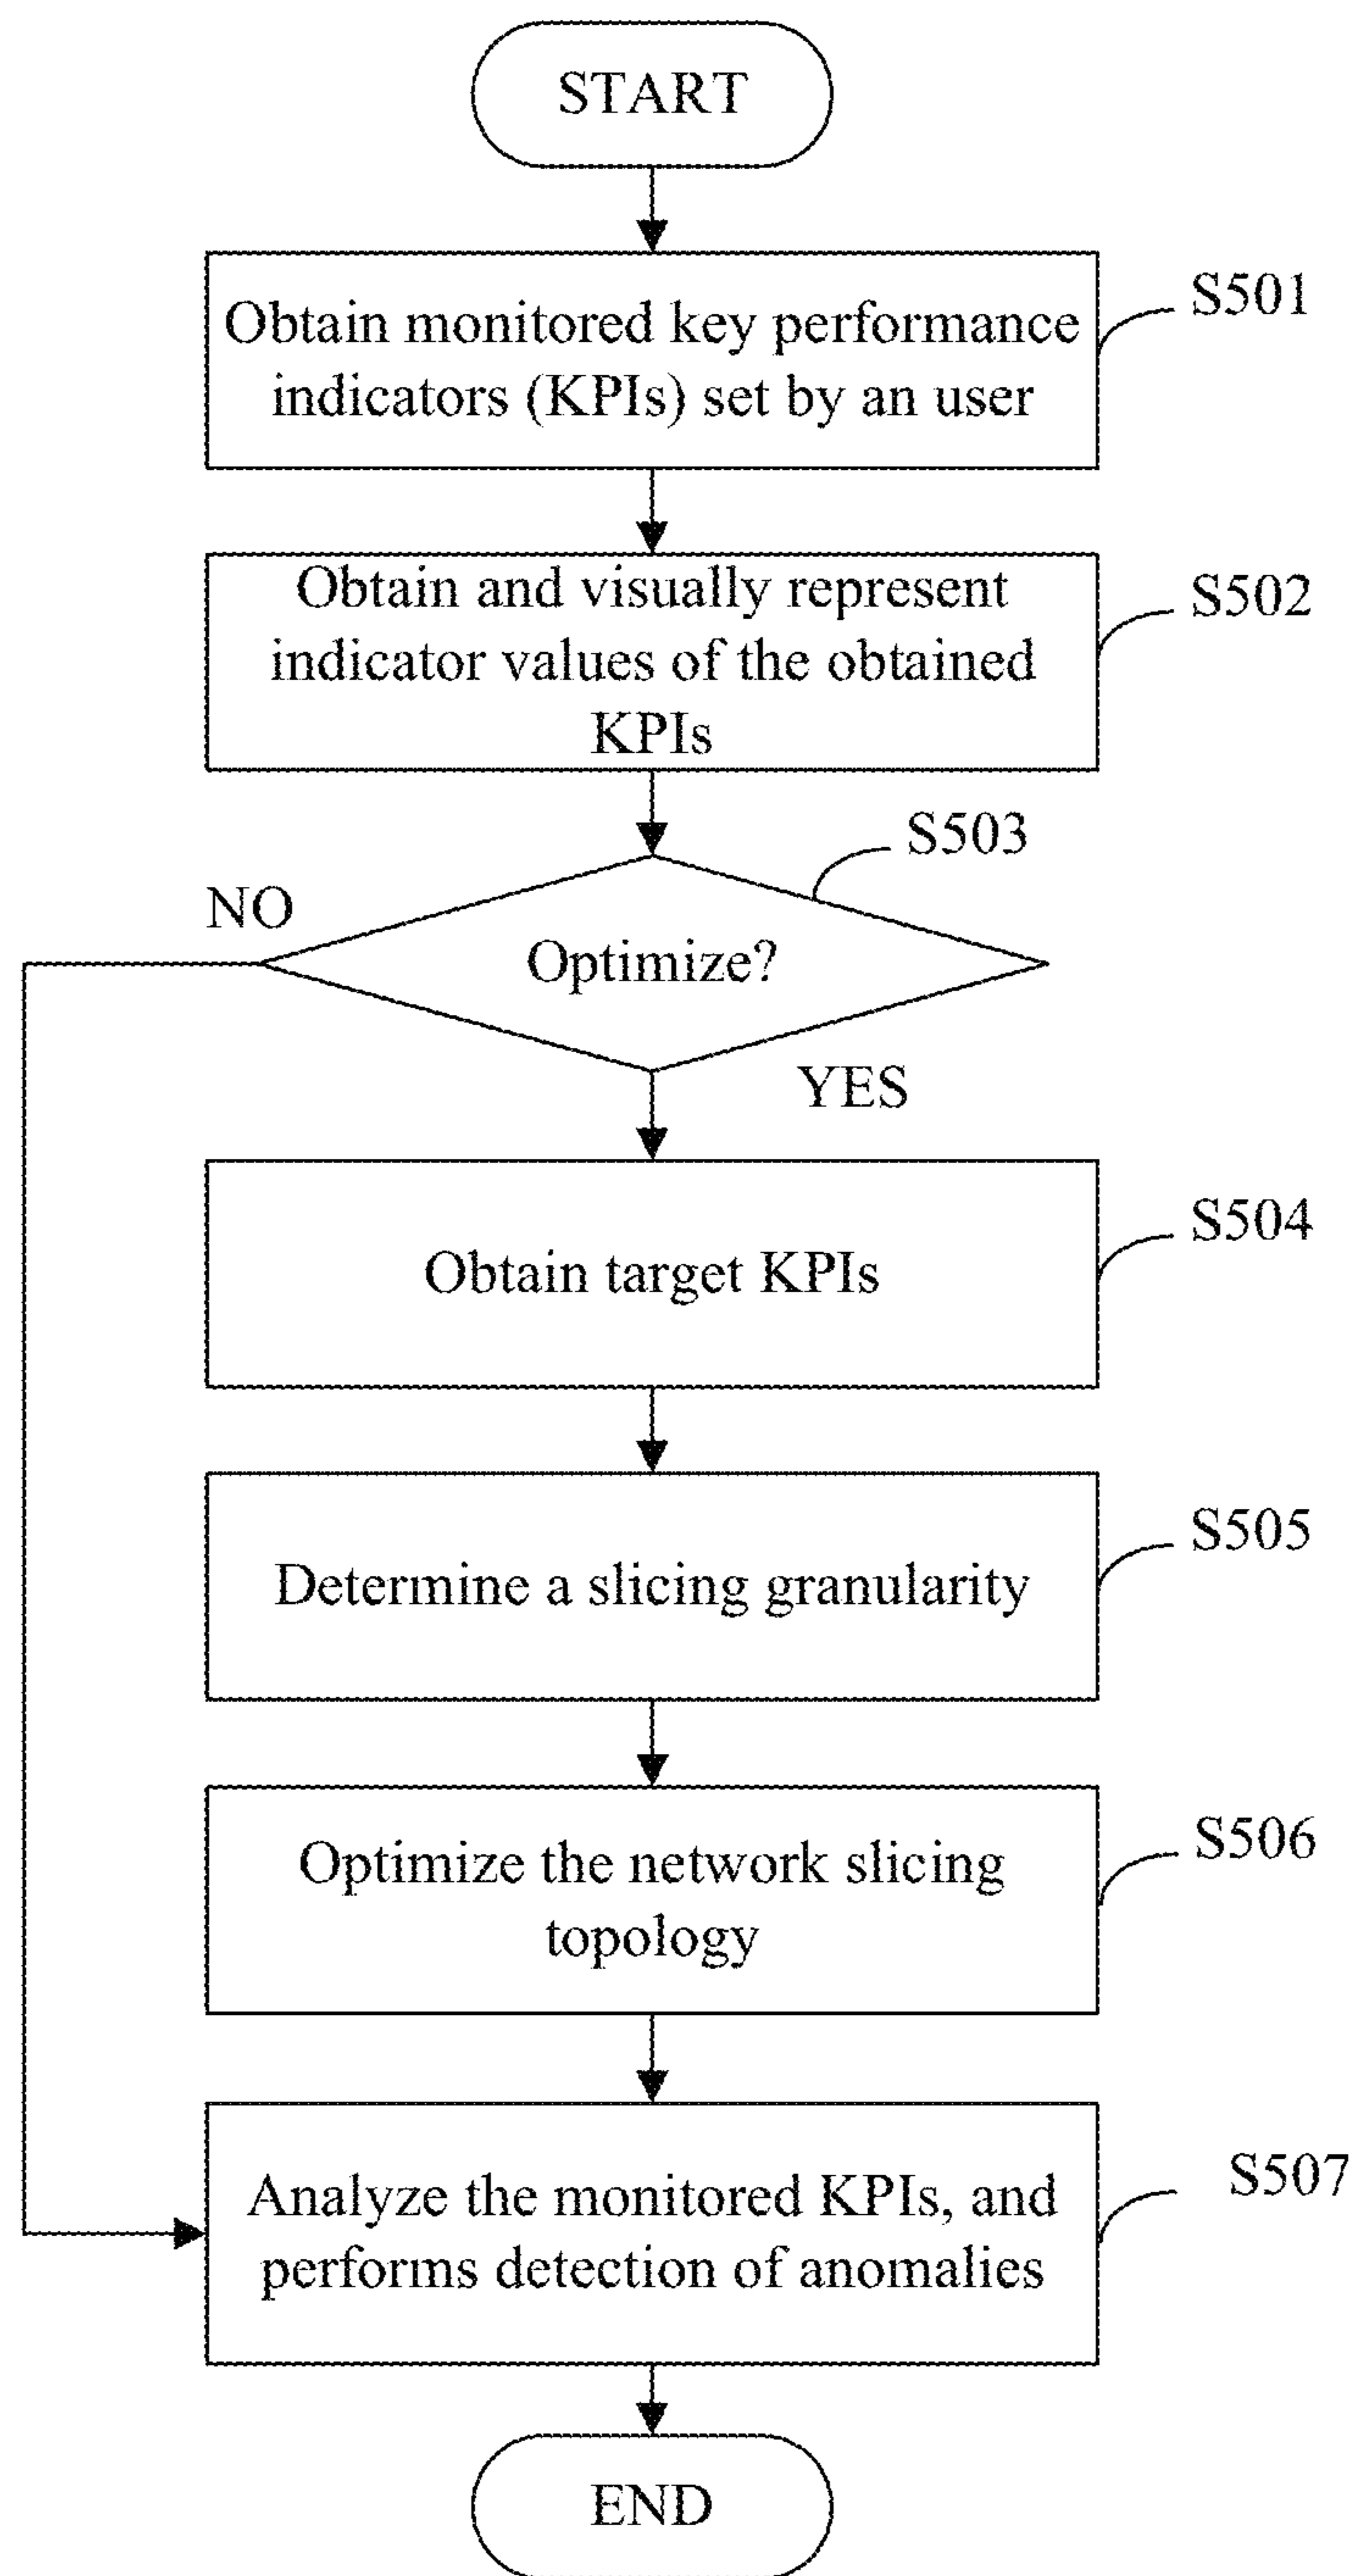 START
Obtain monitored key performance
indicators (KPIs) set by an user
S501
Obtain and visually represent
indicator values of the obtained
KPIs
S502
S503
NO
Optimize?
YES
Obtain target KPIs
S504
Determine a slicing granularity
S505
Optimize the network slicing
topology
S506
Analyze the monitored KPIs, and
performs detection of anomalies
S507
END